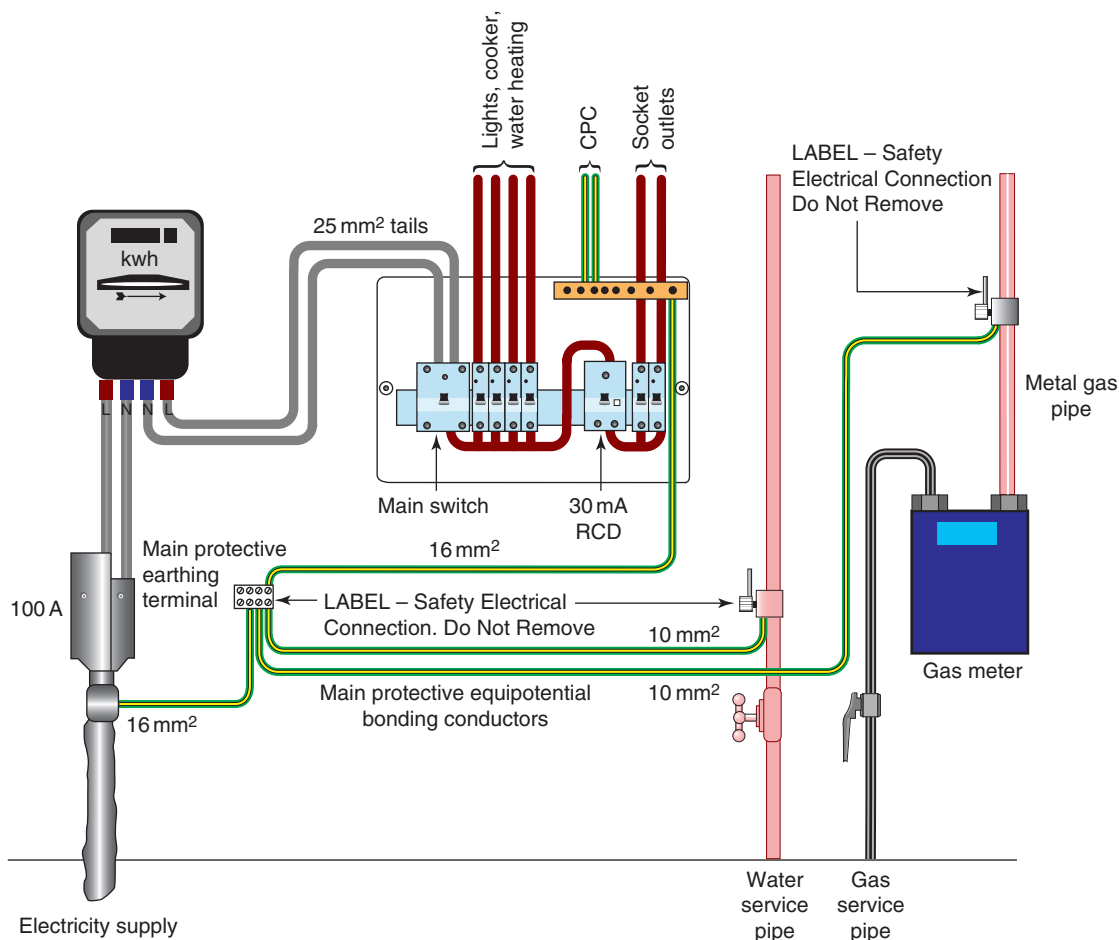 Lights, cooker,
water heating
CPC
Socket
outlets
LABEL – Safety
Electrical Connection
Do Not Remove
25 mm²  tails
kwh
L
N
N
L
Metal gas
pipe
Main switch
30 mA
RCD
16 mm²
Main protective
earthing
terminal
100 A
LABEL – Safety Electrical
Connection. Do Not Remove
10 mm²
Gas meter
Main protective equipotential
bonding conductors
10 mm²
16 mm²
Water
service
pipe
Gas
service
pipe
Electricity supply